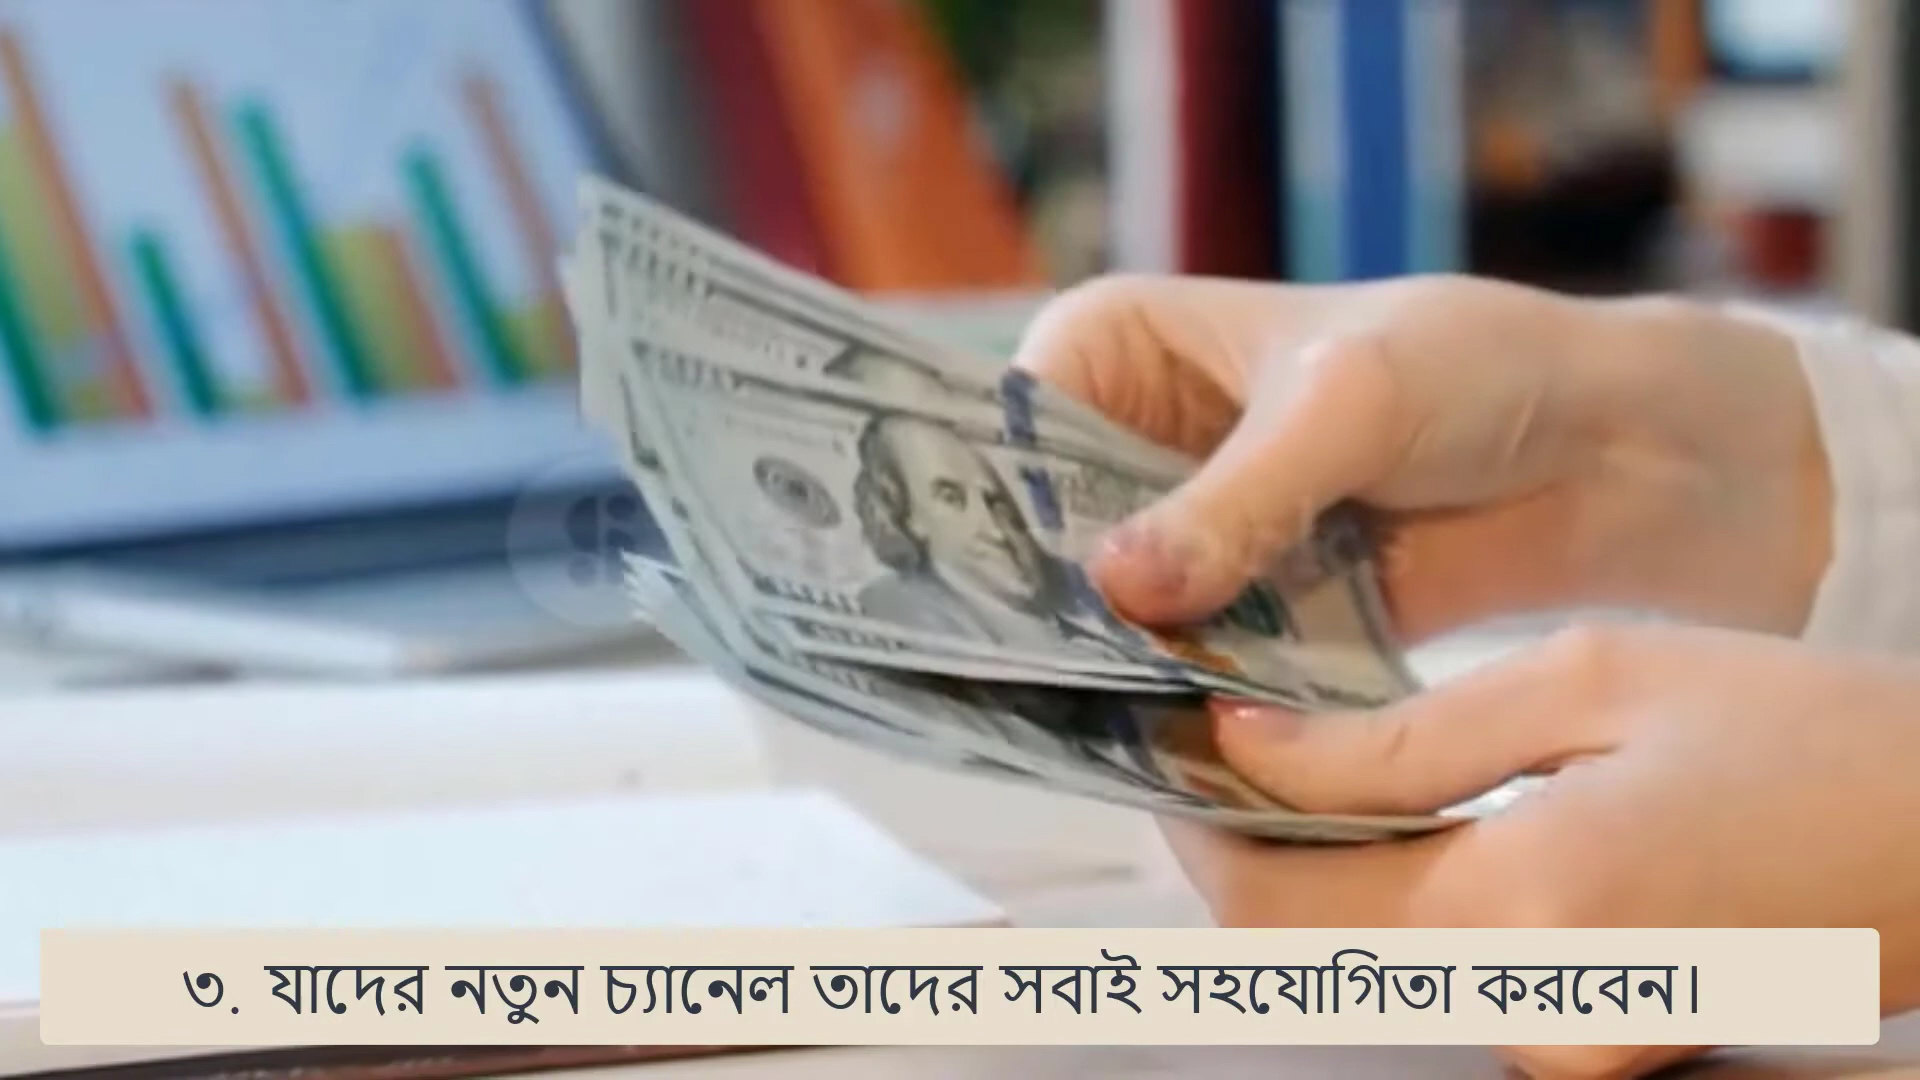 ৩. যাদের নতুন চ্যানেল তাদের সবাই সহযোগিতা করবেন।